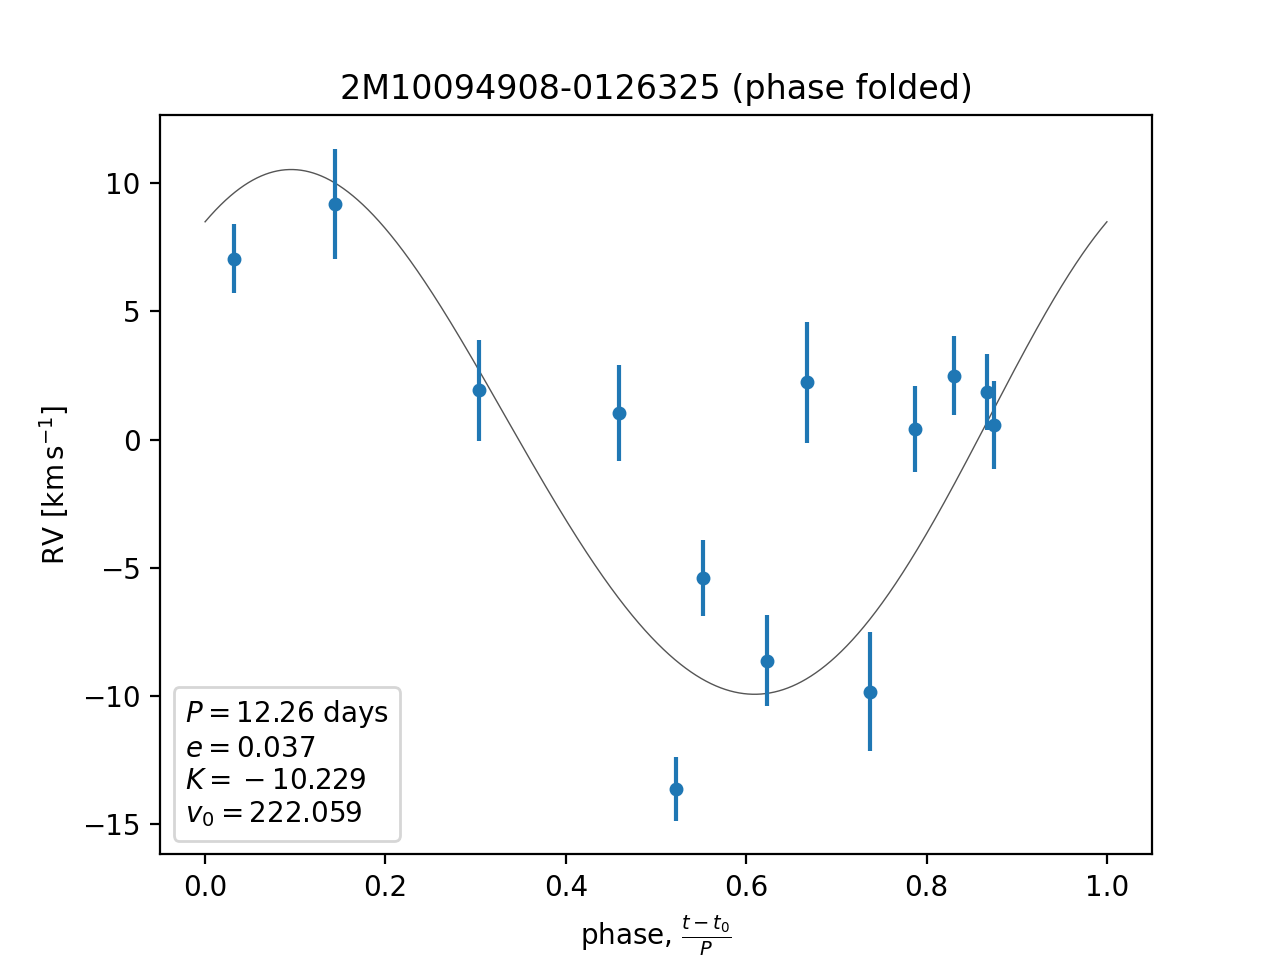 2M10094908-0126325 (phase folded)
10
5
0
−5
−10
−15
RV [km s⁻¹]
P = 12.26 days
e = 0.037
K = −10.229
v₀ = 222.059
0.0 0.2 0.4 0.6 0.8 1.0
phase, (t−t₀)/P